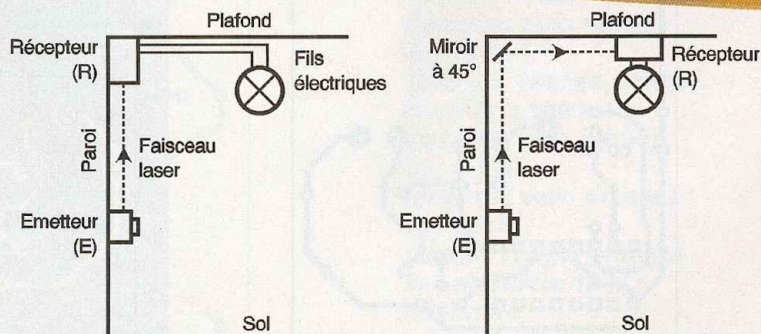 Plafond
Récepteur
(R)
Fils
électriques
Paroi
Faisceau
laser
Emetteur
(E)
Sol
Plafond
Miroir
à 45°
Récepteur
(R)
Paroi
Faisceau
laser
Emetteur
(E)
Sol